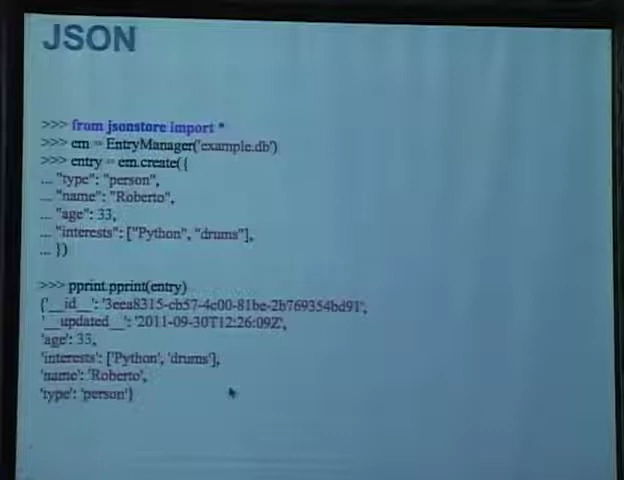 JSON
>>> from jsonstore import *
>>> em = EntryManager('example.db')
>>> entry = em.create({
... "type": "person",
... "name": "Roberto",
... "age": 33,
... "interests": ["Python", "drums"],
... })
>>> pprint.pprint(entry)
{'__id__': '3eea8315-cb57-4c00-81be-2b769354bd91',
'__updated__': '2011-09-30T12:26:09Z',
'age': 33,
'interests': ['Python', 'drums'],
'name': 'Roberto',
'type': 'person'}